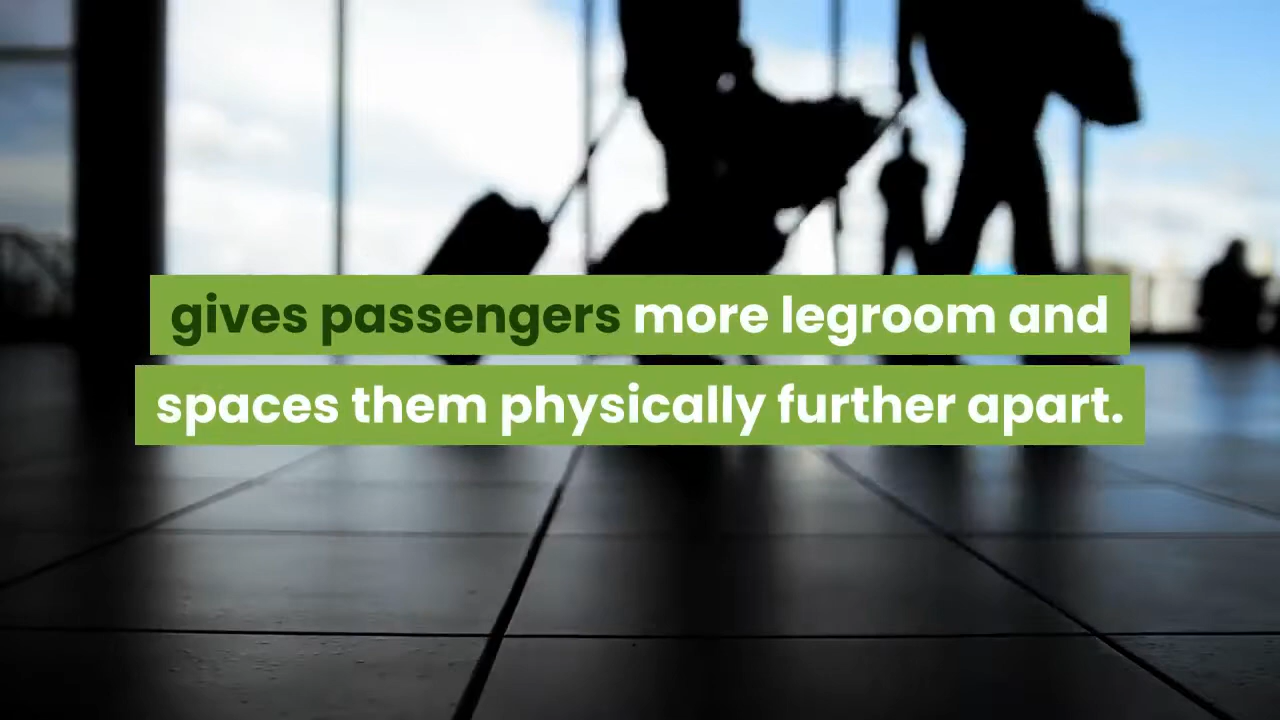 gives passengers more legroom and
spaces them physically further apart.